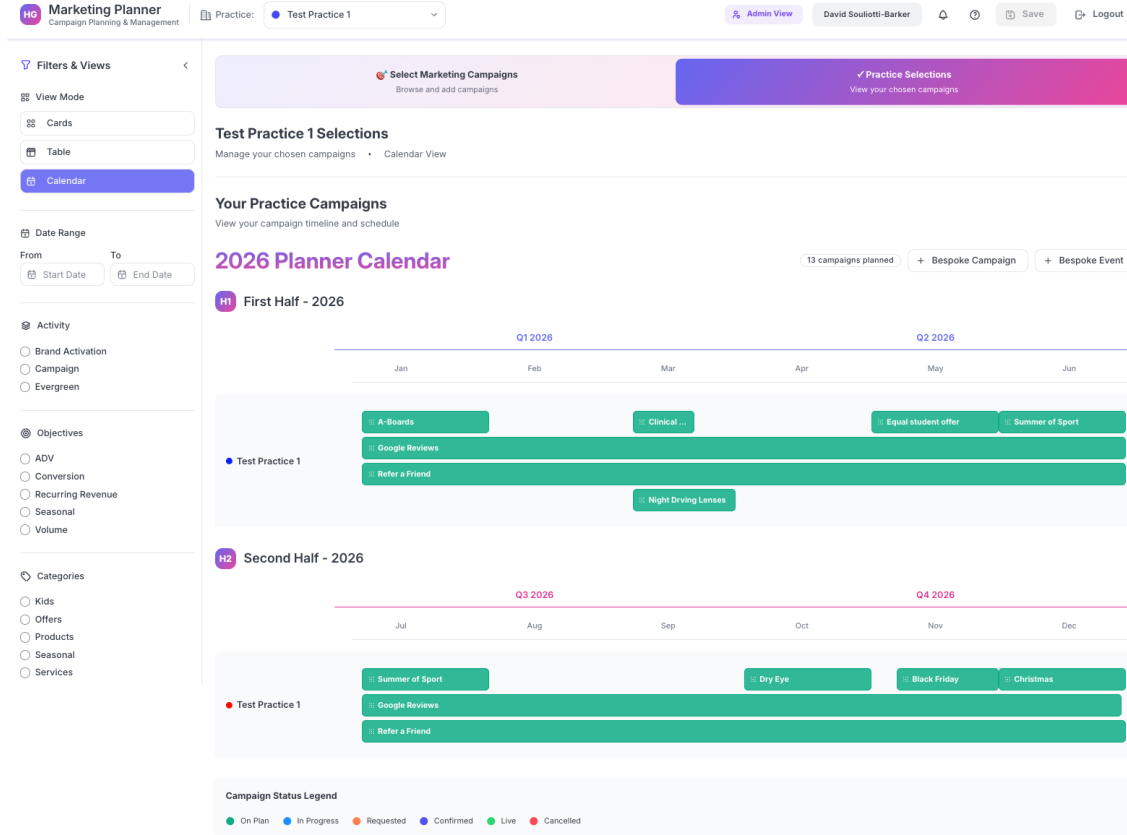 HG
Marketing Planner
Campaign Planning & Management
Practice:
Test Practice 1
Admin View
David Souliotti-Barker
Save
Logout
Filters & Views
View Mode
Cards
Table
Calendar
Date Range
From
To
Start Date
End Date
Activity
Brand Activation
Campaign
Evergreen
Objectives
ADV
Conversion
Recurring Revenue
Seasonal
Volume
Categories
Kids
Offers
Products
Seasonal
Services
Select Marketing Campaigns
Browse and add campaigns
✓ Practice Selections
View your chosen campaigns
Test Practice 1 Selections
Manage your chosen campaigns • Calendar View
Your Practice Campaigns
View your campaign timeline and schedule
2026 Planner Calendar
13 campaigns planned
+ Bespoke Campaign
+ Bespoke Event
H1 First Half - 2026
Q1 2026 Q2 2026
Jan Feb Mar Apr May Jun
Test Practice 1
A-Boards Clinical ... Equal student offer Summer of Sport
Google Reviews
Refer a Friend
Night Drving Lenses
H2 Second Half - 2026
Q3 2026 Q4 2026
Jul Aug Sep Oct Nov Dec
Test Practice 1
Summer of Sport Dry Eye Black Friday Christmas
Google Reviews
Refer a Friend
Campaign Status Legend
On Plan In Progress Requested Confirmed Live Cancelled